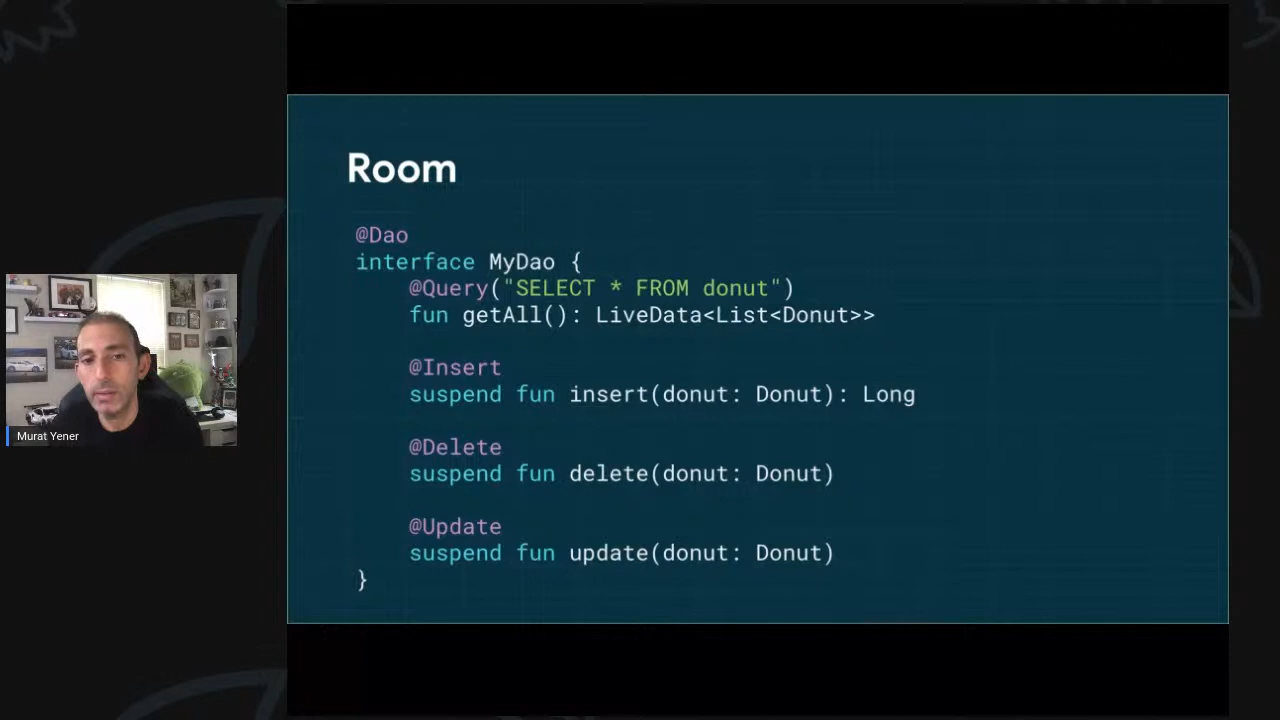 Room
@Dao
interface MyDao {
@Query("SELECT * FROM donut")
fun getAll(): LiveData<List<Donut>>
@Insert
suspend fun insert(donut: Donut): Long
@Delete
suspend fun delete(donut: Donut)
@Update
suspend fun update(donut: Donut)
}
Murat Yener